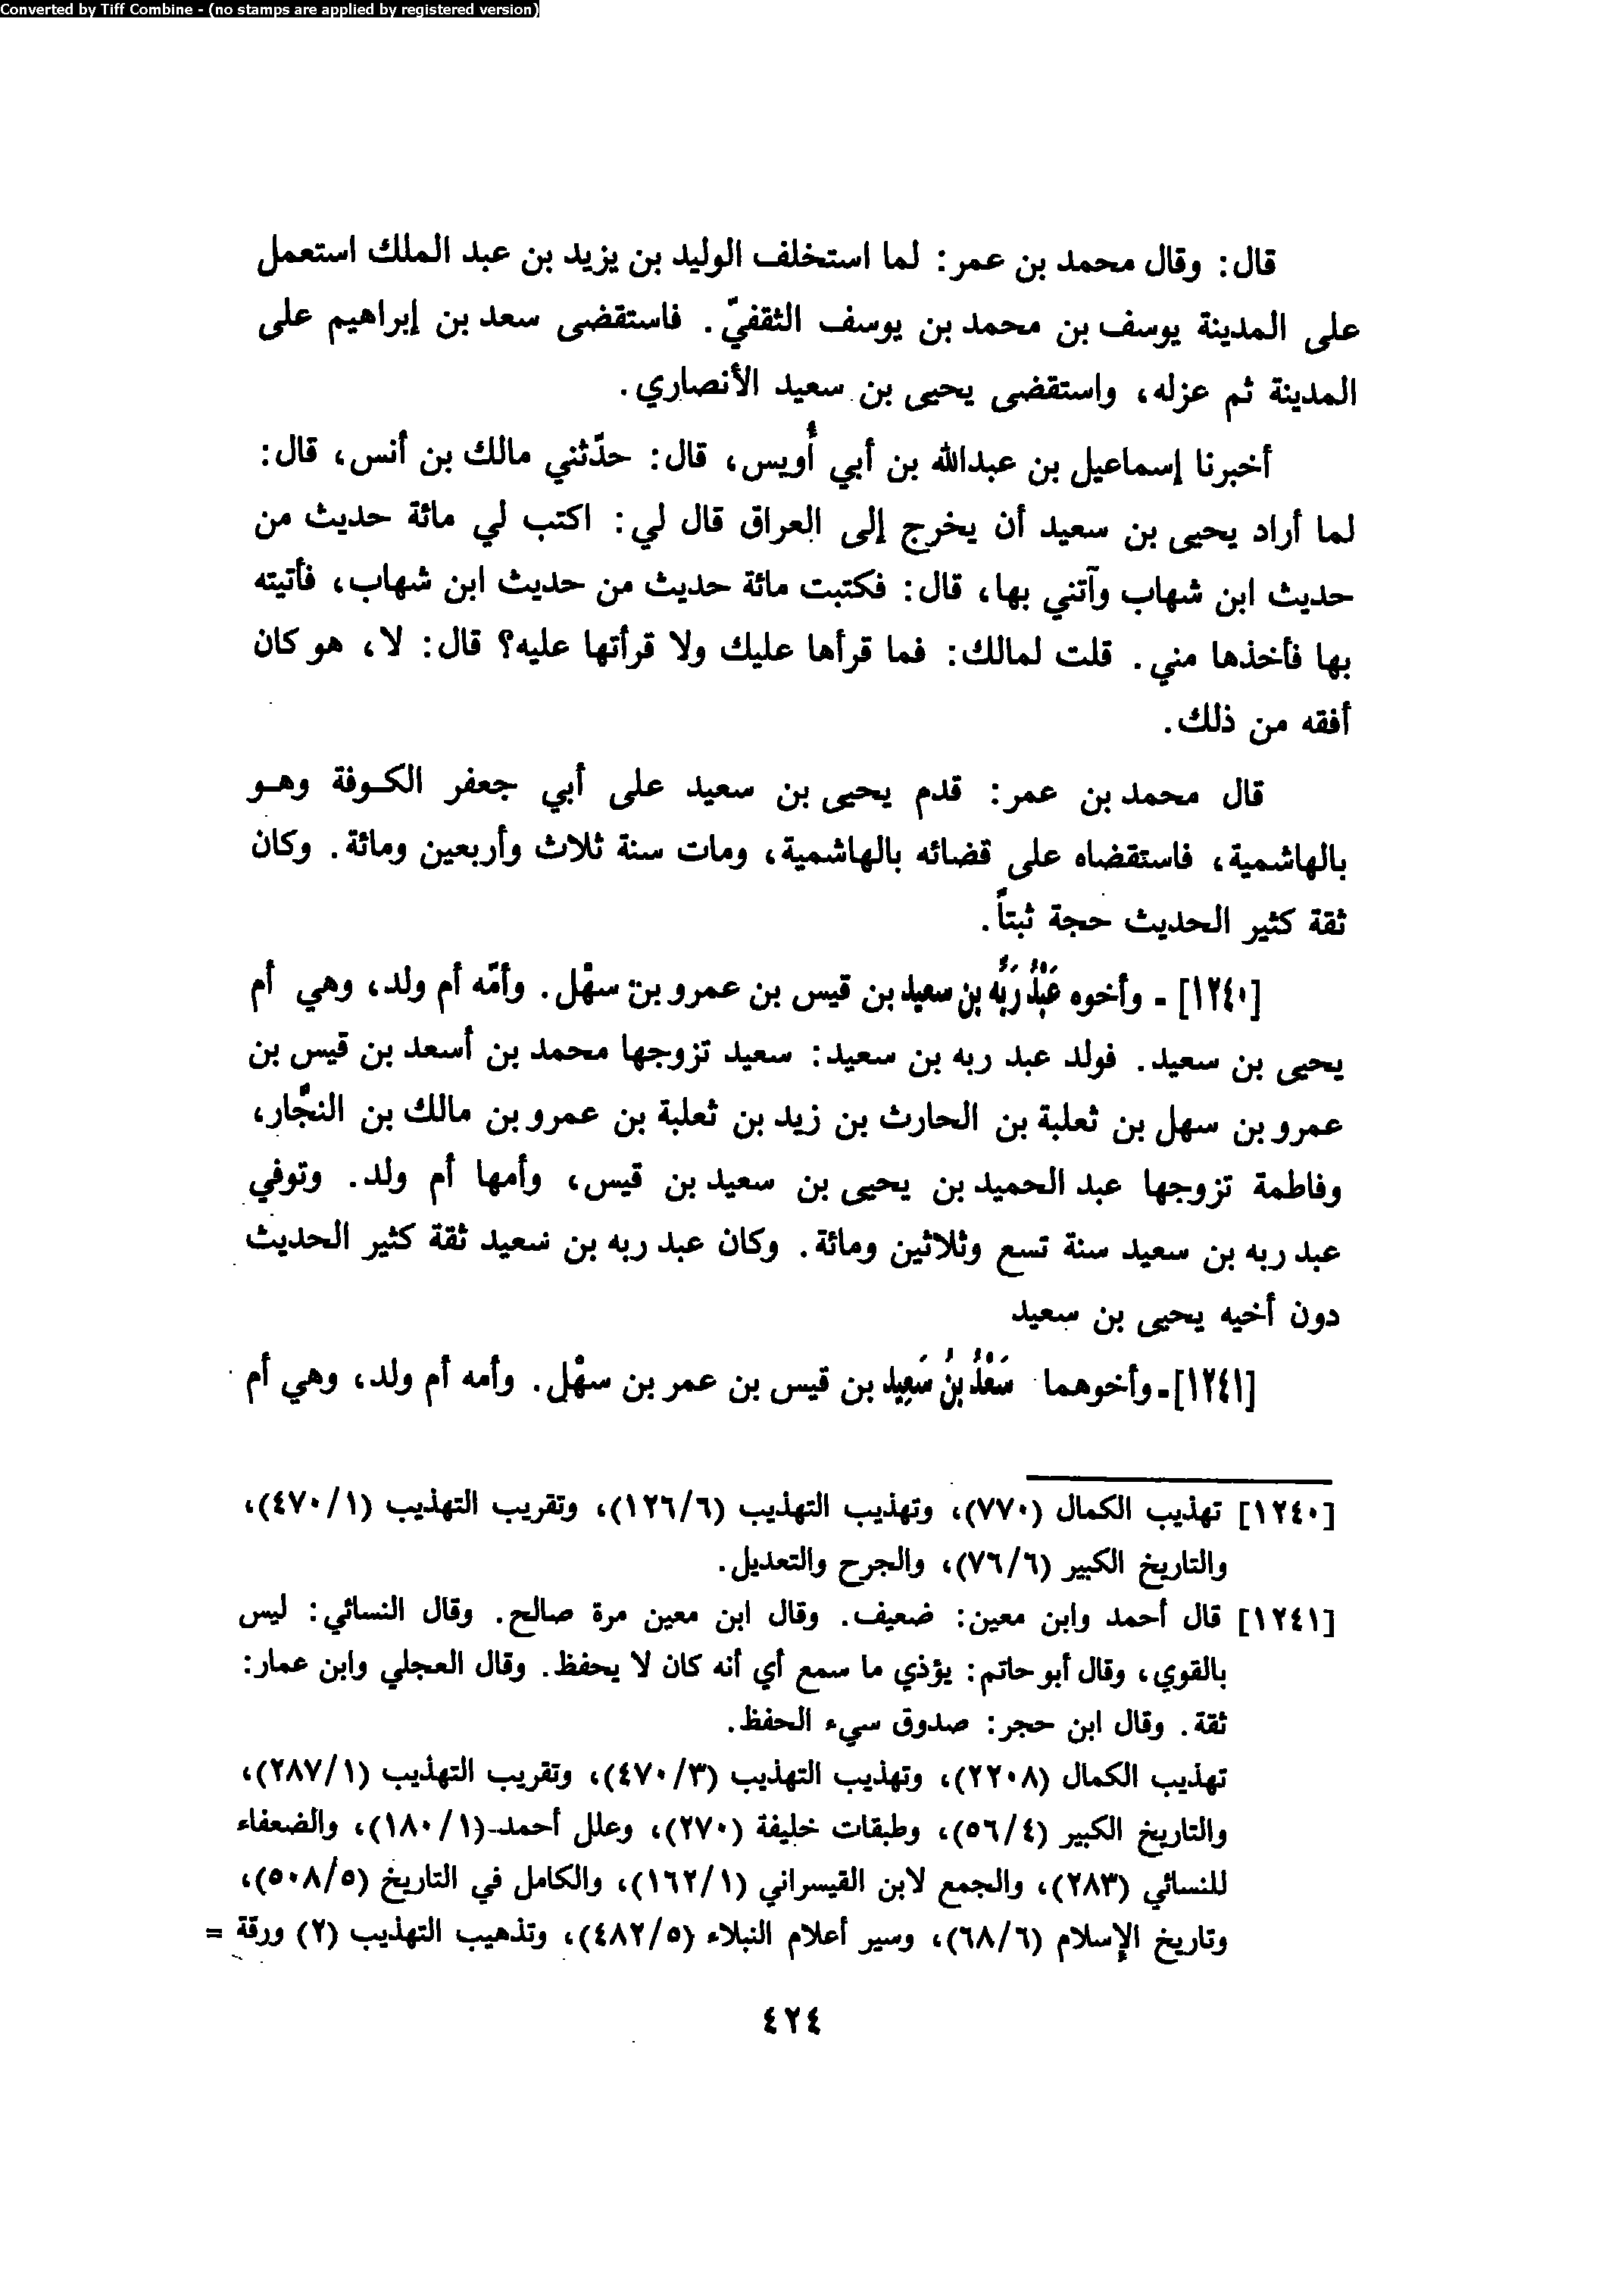 Converted by Tiff Combine - (no stamps are applied by registered version)
قال: وقال محمد بن عمر: لما استخلف الوليد بن يزيد بن عبد الملك استعمل
على المدينة يوسف بن محمد بن يوسف الثقفيّ. فاستقضى سعد بن إبراهيم على
المدينة ثم عزله، واستقضى يحيى بن سعيد الأنصاري.
أخبرنا إسماعيل بن عبدالله بن أبي أُويس، قال: حدّثني مالك بن أنس، قال:
لما أراد يحيى بن سعيد أن يخرج إلى العراق قال لي: اكتب لي مائة حديث من
حديث ابن شهاب وآتني بها، قال: فكتبت مائة حديث من حديث ابن شهاب، فأتيته
بها فأخذها مني. قلت لمالك: فما قرأها عليك ولا قرأتها عليه؟ قال: لا، هو كان
أفقه من ذلك.
قال محمد بن عمر: قدم يحيى بن سعيد على أبي جعفر الكوفة وهو
بالهاشمية، فاستقضاه على قضائه بالهاشمية، ومات سنة ثلاث وأربعين ومائة. وكان
ثقة كثير الحديث حجة ثبتاً.
[١٢٤٠] - وأخوه عَبْدُ رَبِّه بن سعيد بن قيس بن عمرو بن سهْل. وأمّه أم ولد، وهي أم
يحيى بن سعيد. فولد عبد ربه بن سعيد: سعيد تزوجها محمد بن أسعد بن قيس بن
عمرو بن سهل بن ثعلبة بن الحارث بن زيد بن ثعلبة بن عمرو بن مالك بن النجّار،
وفاطمة تزوجها عبد الحميد بن يحيى بن سعيد بن قيس، وأمها أم ولد. وتوفي
عبد ربه بن سعيد سنة تسع وثلاثين ومائة. وكان عبد ربه بن سعيد ثقة كثير الحديث
دون أخيه يحيى بن سعيد
[١٢٤١] - وأخوهما سَعْدُ بنُ سَعِيد بن قيس بن عمر بن سهْل. وأمه أم ولد، وهي أم
[١٢٤٠] تهذيب الكمال (٧٧٠)، وتهذيب التهذيب (١٢٦/٦)، وتقريب التهذيب (٤٧٠/١)،
والتاريخ الكبير (٧٦/٦)، والجرح والتعديل.
[١٢٤١] قال أحمد وابن معين: ضعيف. وقال ابن معين مرة صالح. وقال النسائي: ليس
بالقوي، وقال أبو حاتم: يؤذي ما سمع أي أنه كان لا يحفظ. وقال العجلي وابن عمار:
ثقة. وقال ابن حجر: صدوق سيء الحفظ.
تهذيب الكمال (٢٢٠٨)، وتهذيب التهذيب (٤٧٠/٣)، وتقريب التهذيب (٢٨٧/١)،
والتاريخ الكبير (٥٦/٤)، وطبقات خليفة (٢٧٠)، وعلل أحمد (١٨٠/١)، والضعفاء
للنسائي (٢٨٣)، والجمع لابن القيسراني (١٦٢/١)، والكامل في التاريخ (٥٠٨/٥)،
وتاريخ الإسلام (٦٨/٦)، وسير أعلام النبلاء (٤٨٢/٥)، وتذهيب التهذيب (٢) ورقة =
٤٢٤